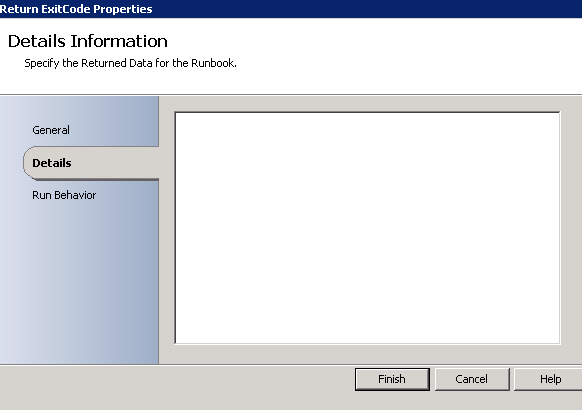 Return ExitCode Properties
Details Information
Specify the Returned Data for the Runbook.
General
Details
Run Behavior
Finish
Cancel
Help